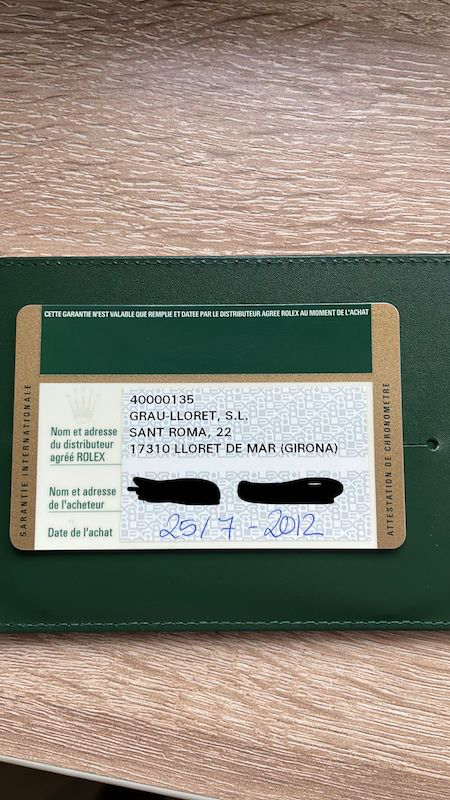 CETTE GARANTIE N'EST VALABLE QUE REMPLIE ET DATEE PAR LE DISTRIBUTEUR AGREE ROLEX AU MOMENT DE L'ACHAT
GARANTIE INTERNATIONALE
Nom et adresse
du distributeur
agréé ROLEX
40000135
GRAU-LLORET, S.L.
SANT ROMA, 22
17310 LLORET DE MAR (GIRONA)
Nom et adresse
de l'acheteur
Date de l'achat
25/7-2012
ATTESTATION DE CHRONOMETRE